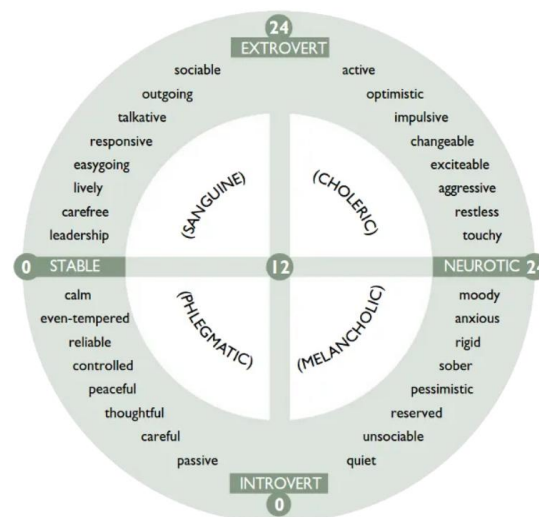 24
EXTROVERT
sociable
active
outgoing
optimistic
talkative
impulsive
responsive
changeable
easygoing
exciteable
lively
aggressive
carefree
restless
leadership
touchy
(SANGUINE)
(CHOLERIC)
0 STABLE
12
NEUROTIC 24
(PHLEGMATIC)
(MELANCHOLIC)
calm
moody
even-tempered
anxious
reliable
rigid
controlled
sober
peaceful
pessimistic
thoughtful
reserved
careful
unsociable
passive
quiet
INTROVERT
0